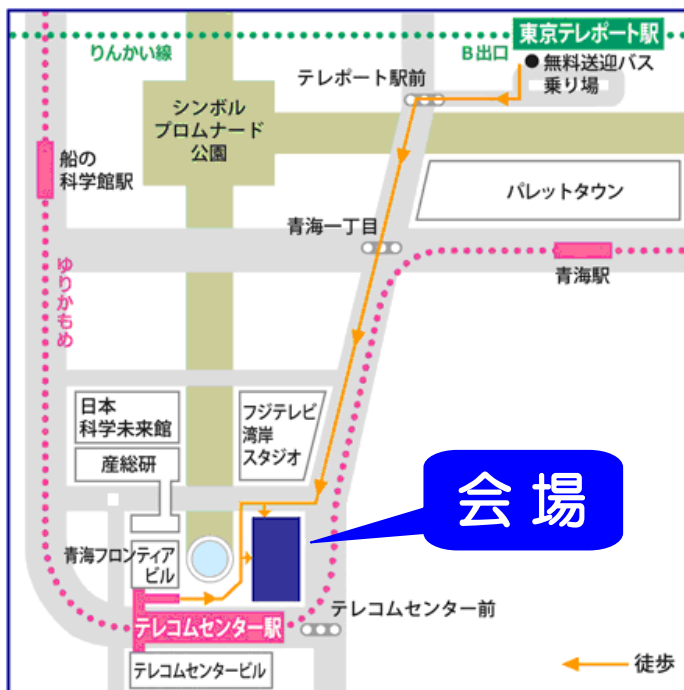 東京テレポート駅
りんかい線
B出口
●無料送迎バス
乗り場
テレポート駅前
シンボル
プロムナード
公園
船の
科学館駅
パレットタウン
青海一丁目
青海駅
ゆりかもめ
日本
科学未来館
フジテレビ
湾岸
スタジオ
産総研
会場
青海フロンティア
ビル
テレコムセンター駅
テレコムセンター前
テレコムセンタービル
徒歩